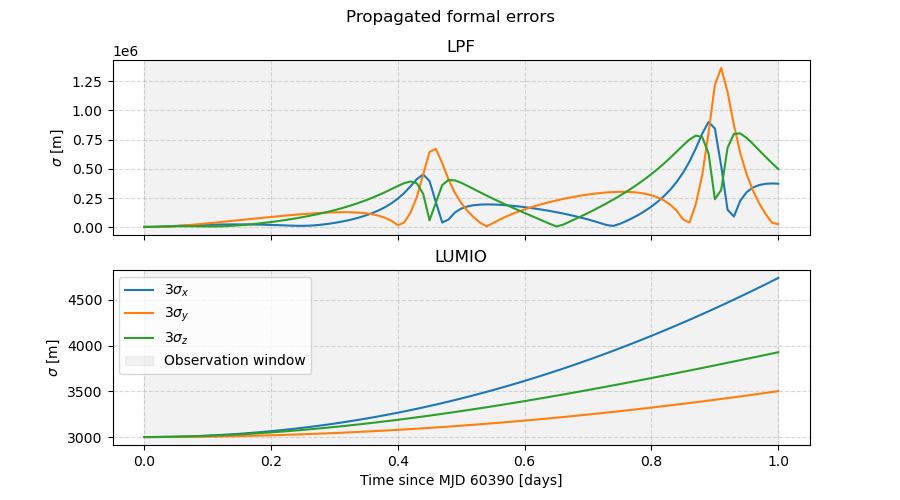 Propagated formal errors
LPF
1e6
1.25
1.00
0.75
0.50
0.25
0.00
σ [m]
LUMIO
4500
4000
3500
3000
σ [m]
3σx
3σy
3σz
Observation window
0.0 0.2 0.4 0.6 0.8 1.0
Time since MJD 60390 [days]